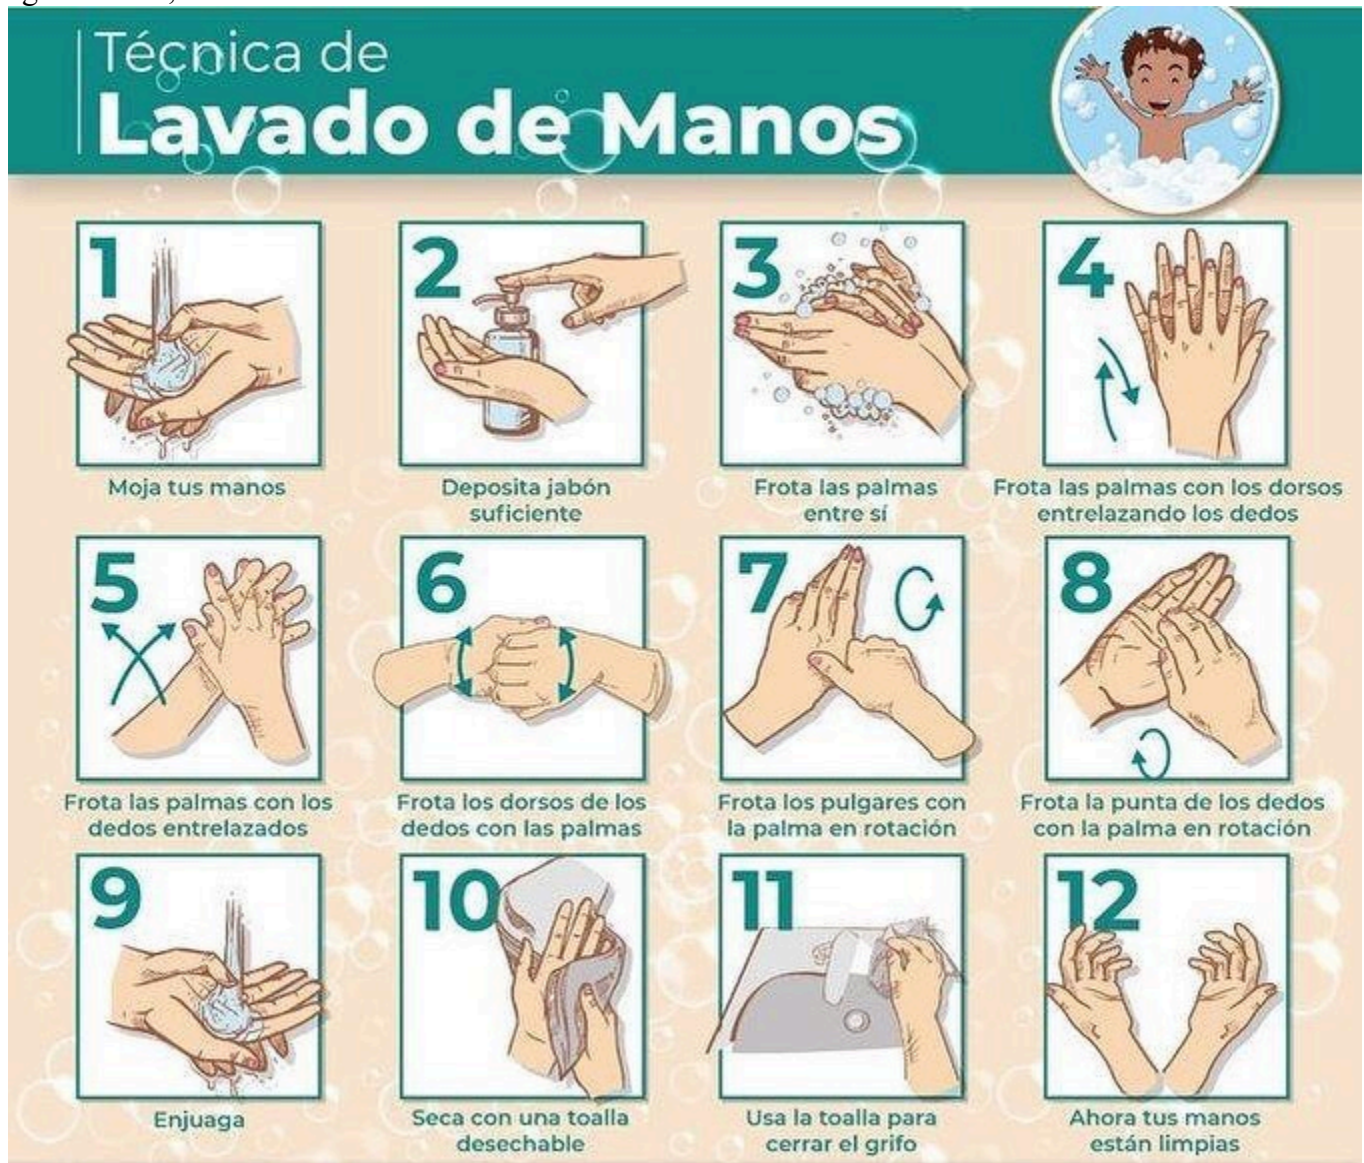 Técnica de
Lavado de Manos
1
Moja tus manos
2
Deposita jabón
suficiente
3
Frota las palmas
entre sí
4
Frota las palmas con los dorsos
entrelazando los dedos
5
Frota las palmas con los
dedos entrelazados
6
Frota los dorsos de los
dedos con las palmas
7
Frota los pulgares con
la palma en rotación
8
Frota la punta de los dedos
con la palma en rotación
9
Enjuaga
10
Seca con una toalla
desechable
11
Usa la toalla para
cerrar el grifo
12
Ahora tus manos
están limpias